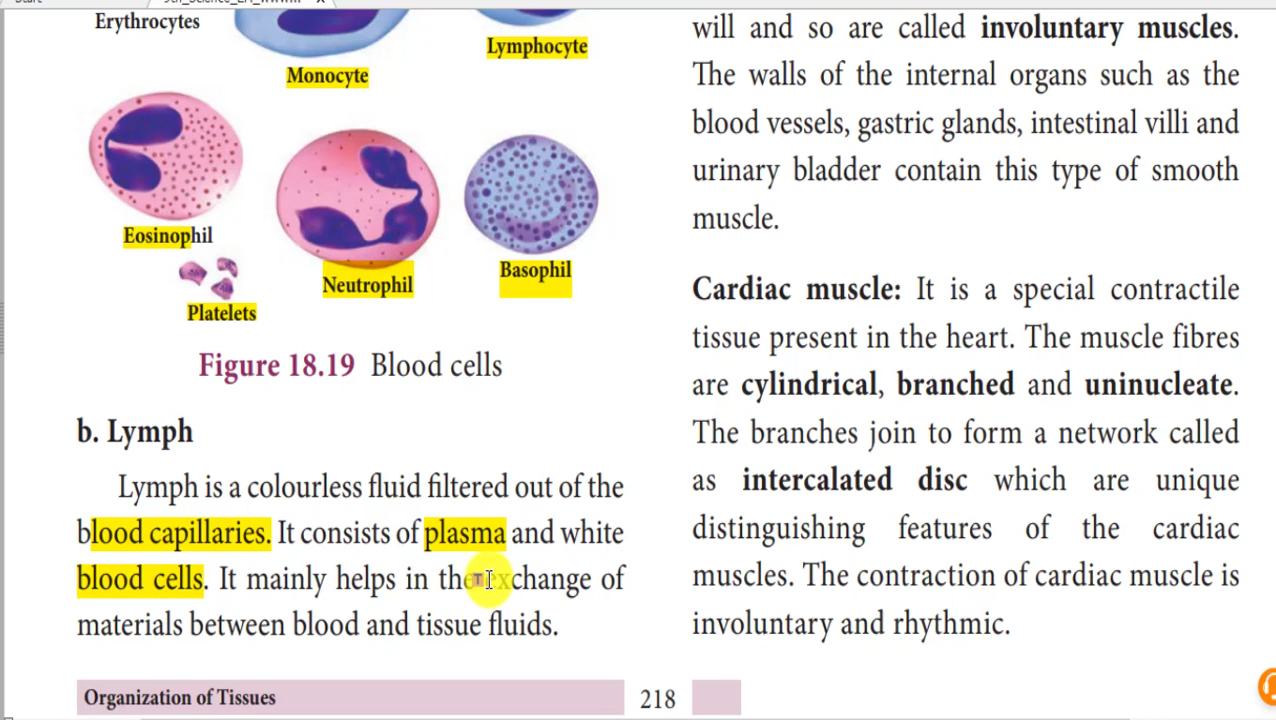 Start
Erythrocytes
Lymphocyte
Monocyte
Eosinophil
Neutrophil
Basophil
Platelets
Figure 18.19 Blood cells
b. Lymph
Lymph is a colourless fluid filtered out of the
blood capillaries. It consists of plasma and white
blood cells. It mainly helps in the exchange of
materials between blood and tissue fluids.
will and so are called involuntary muscles.
The walls of the internal organs such as the
blood vessels, gastric glands, intestinal villi and
urinary bladder contain this type of smooth
muscle.
Cardiac muscle: It is a special contractile
tissue present in the heart. The muscle fibres
are cylindrical, branched and uninucleate.
The branches join to form a network called
as intercalated disc which are unique
distinguishing features of the cardiac
muscles. The contraction of cardiac muscle is
involuntary and rhythmic.
Organization of Tissues
218